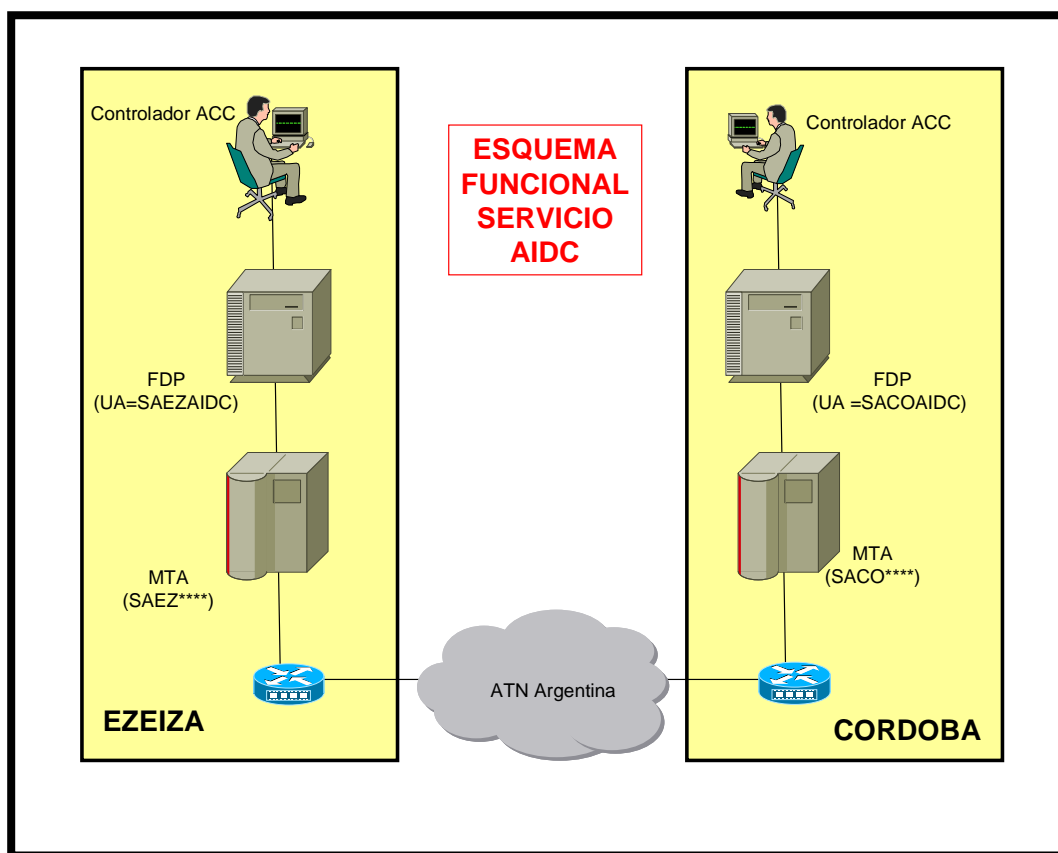 Controlador ACC
FDP
(UA=SAEZAIDC)
MTA
(SAEZ****)
EZEIZA
ESQUEMA
FUNCIONAL
SERVICIO
AIDC
ATN Argentina
Controlador ACC
FDP
(UA =SACOAIDC)
MTA
(SACO****)
CORDOBA